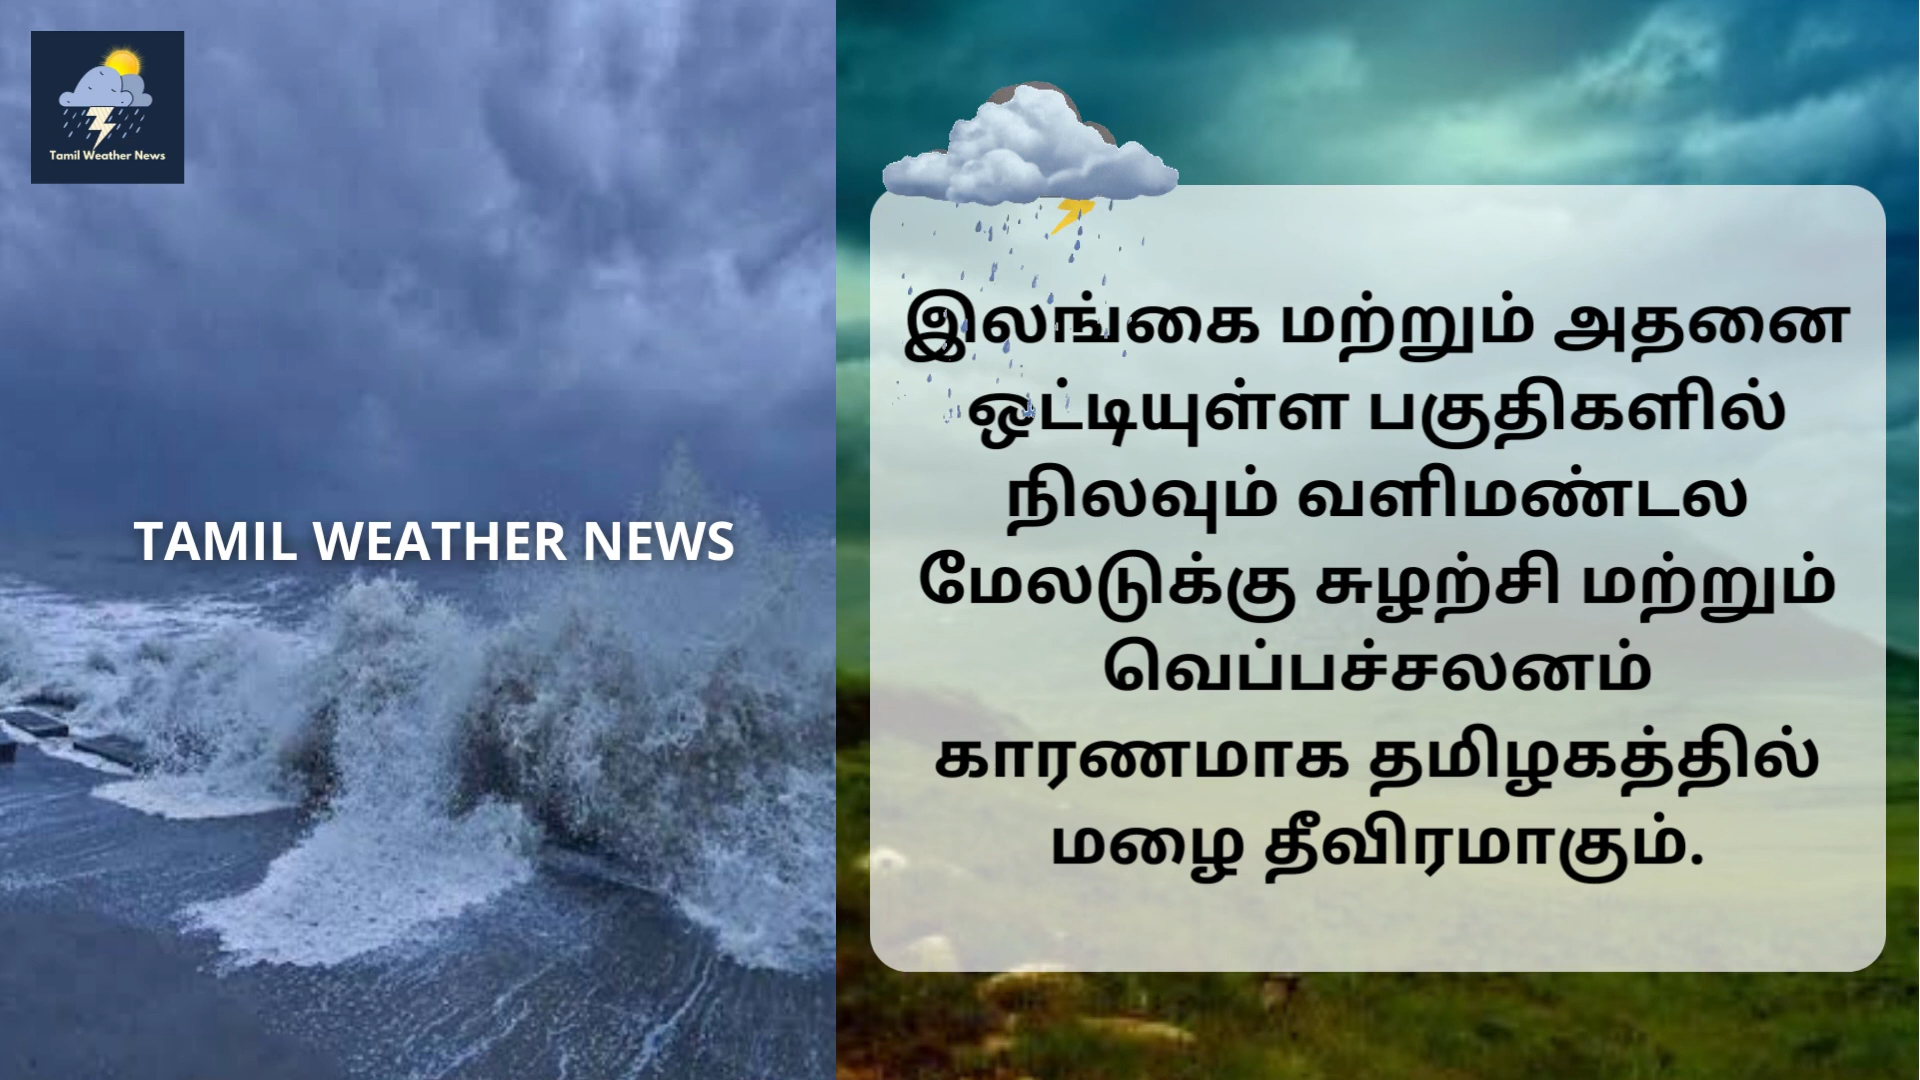 Tamil Weather News
TAMIL WEATHER NEWS
இலங்கை மற்றும் அதனை
ஒட்டியுள்ள பகுதிகளில்
நிலவும் வளிமண்டல
மேலடுக்கு சுழற்சி மற்றும்
வெப்பச்சலனம்
காரணமாக தமிழகத்தில்
மழை தீவிரமாகும்.